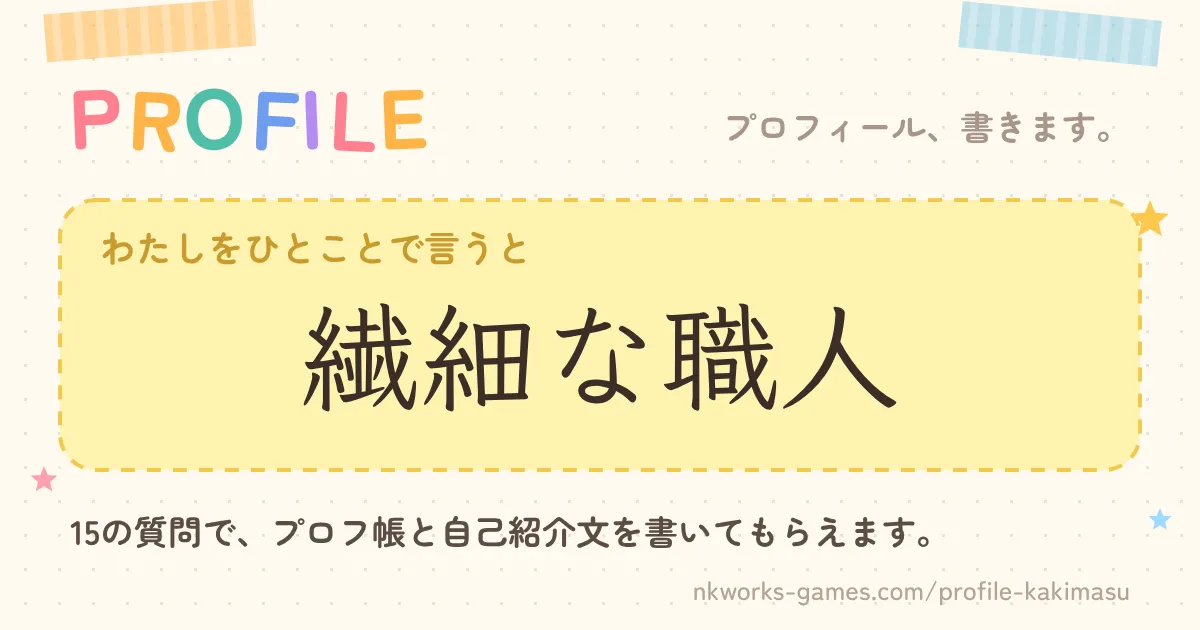 PROFILE
プロフィール、書きます。
わたしをひとことで言うと
繊細な職人
15の質問で、プロフ帳と自己紹介文を書いてもらえます。
nkworks-games.com/profile-kakimasu